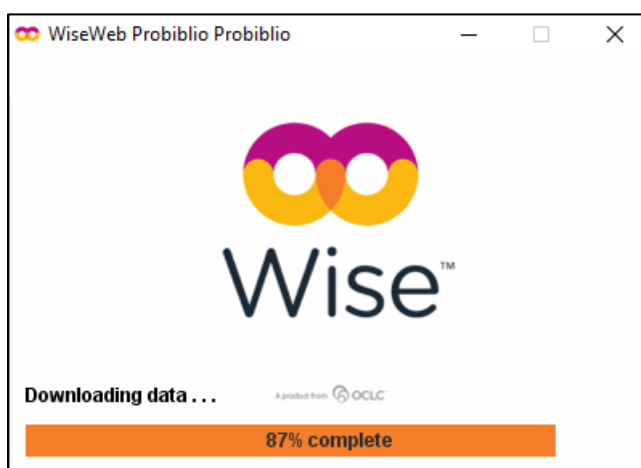 WiseWeb Probiblio Probiblio
Wise™
Downloading data . . .
A product from OCLC
87% complete